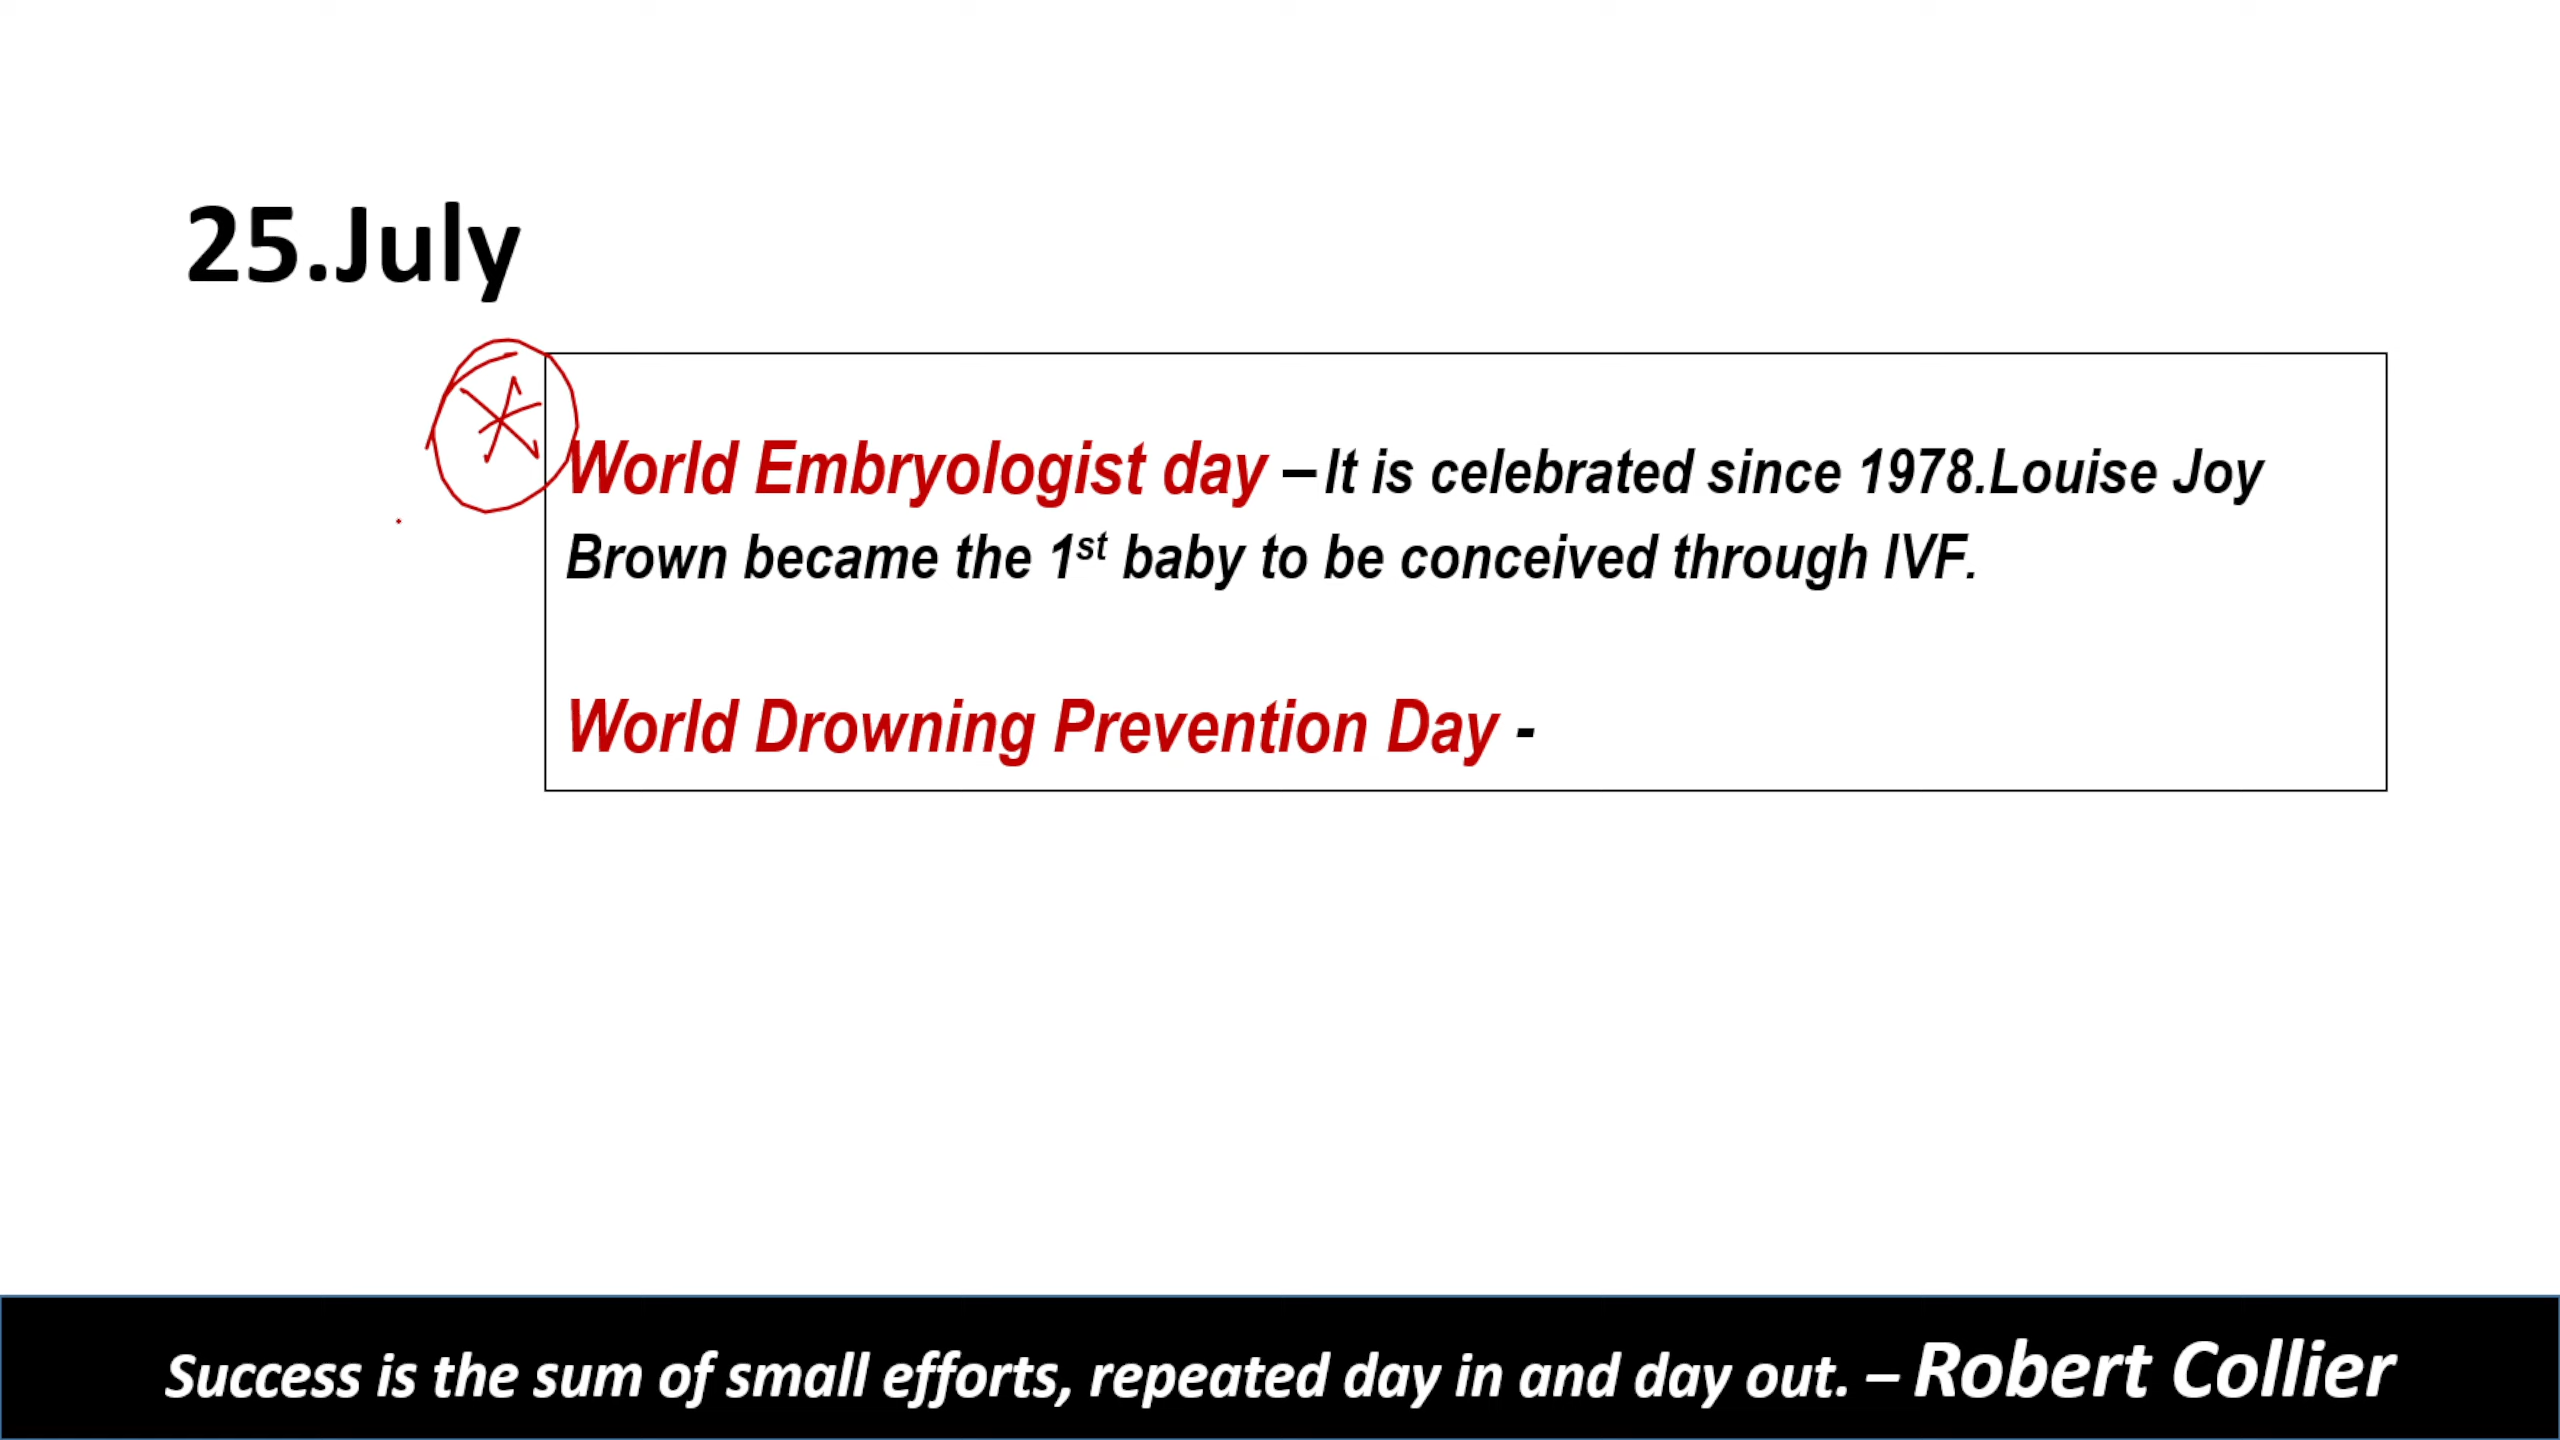 25.July
World Embryologist day – It is celebrated since 1978.Louise Joy
Brown became the 1st baby to be conceived through IVF.
World Drowning Prevention Day -
Success is the sum of small efforts, repeated day in and day out. – Robert Collier